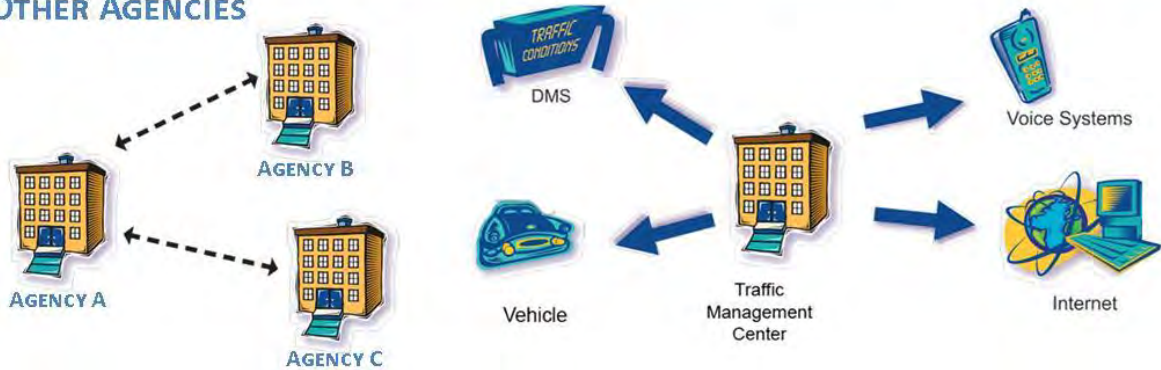 OTHER AGENCIES
AGENCY B
AGENCY A
AGENCY C
TRAFFIC
CONDITIONS
DMS
Voice Systems
Vehicle
Traffic
Management
Center
Internet